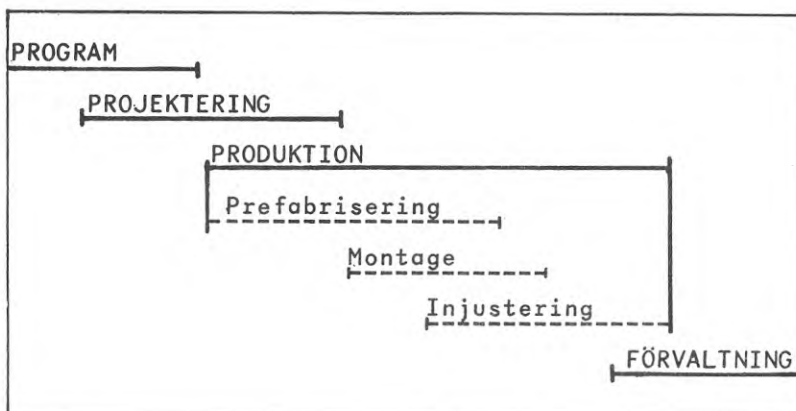 PROGRAM
PROJEKTERING
PRODUKTION
Prefabrisering
Montage
Injustering
FÖRVALTNING